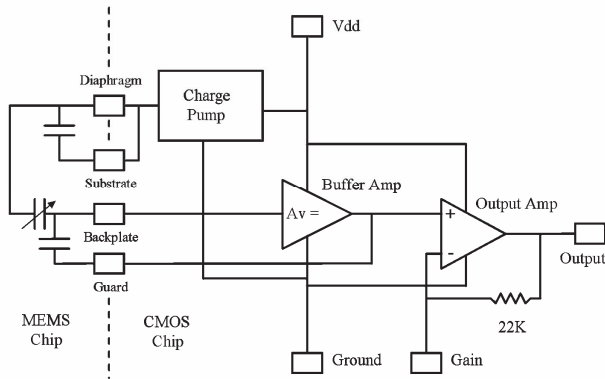 Vdd
Diaphragm
Charge
Pump
Substrate
Buffer Amp
Av =
Output Amp
+
-
Backplate
Output
Guard
22K
MEMS
Chip
CMOS
Chip
Ground
Gain